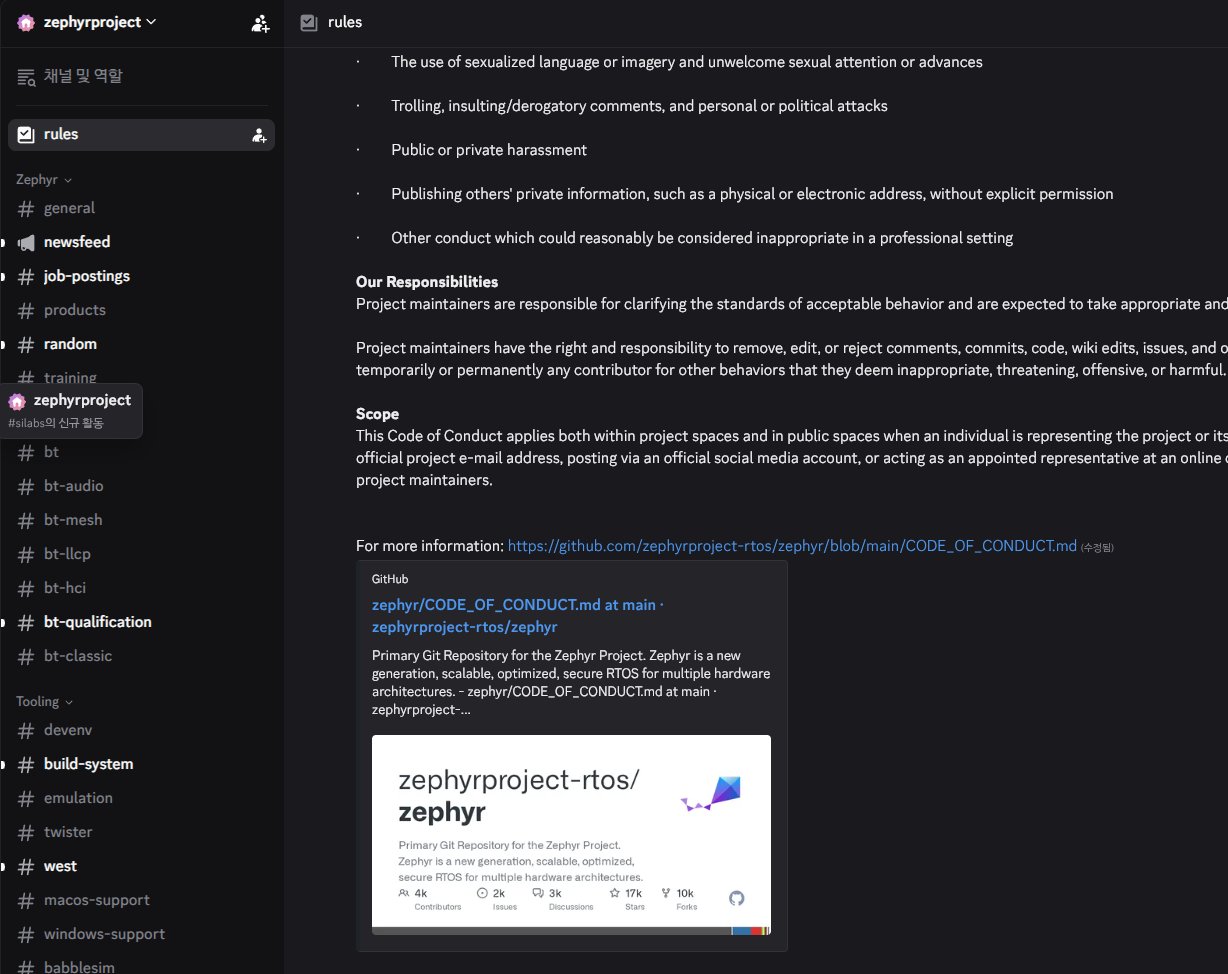 zephyrproject
채널 및 역할
rules
Zephyr
general
newsfeed
job-postings
products
random
training
zephyrproject
#silabs의 신규 활동
bt
bt-audio
bt-mesh
bt-llcp
bt-hci
bt-qualification
bt-classic
Tooling
devenv
build-system
emulation
twister
west
macos-support
windows-support
babblesim
rules
· The use of sexualized language or imagery and unwelcome sexual attention or advances
· Trolling, insulting/derogatory comments, and personal or political attacks
· Public or private harassment
· Publishing others' private information, such as a physical or electronic address, without explicit permission
· Other conduct which could reasonably be considered inappropriate in a professional setting
Our Responsibilities
Project maintainers are responsible for clarifying the standards of acceptable behavior and are expected to take appropriate and
Project maintainers have the right and responsibility to remove, edit, or reject comments, commits, code, wiki edits, issues, and o
temporarily or permanently any contributor for other behaviors that they deem inappropriate, threatening, offensive, or harmful.
Scope
This Code of Conduct applies both within project spaces and in public spaces when an individual is representing the project or its
official project e-mail address, posting via an official social media account, or acting as an appointed representative at an online o
project maintainers.
For more information: https://github.com/zephyrproject-rtos/zephyr/blob/main/CODE_OF_CONDUCT.md (수정됨)
GitHub
zephyr/CODE_OF_CONDUCT.md at main ·
zephyrproject-rtos/zephyr
Primary Git Repository for the Zephyr Project. Zephyr is a new
generation, scalable, optimized, secure RTOS for multiple hardware
architectures. - zephyr/CODE_OF_CONDUCT.md at main ·
zephyrproject-...
zephyrproject-rtos/
zephyr
Primary Git Repository for the Zephyr Project.
Zephyr is a new generation, scalable, optimized,
secure RTOS for multiple hardware architectures.
4k 2k 3k 17k 10k
Contributors Issues Discussions Stars Forks